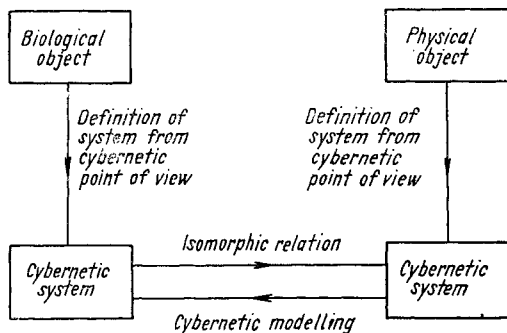 Biological
object
Physical
object
Definition of
system from
cybernetic
point of view
Definition of
system from
cybernetic
point of view
Isomorphic relation
Cybernetic
system
Cybernetic
system
Cybernetic modelling